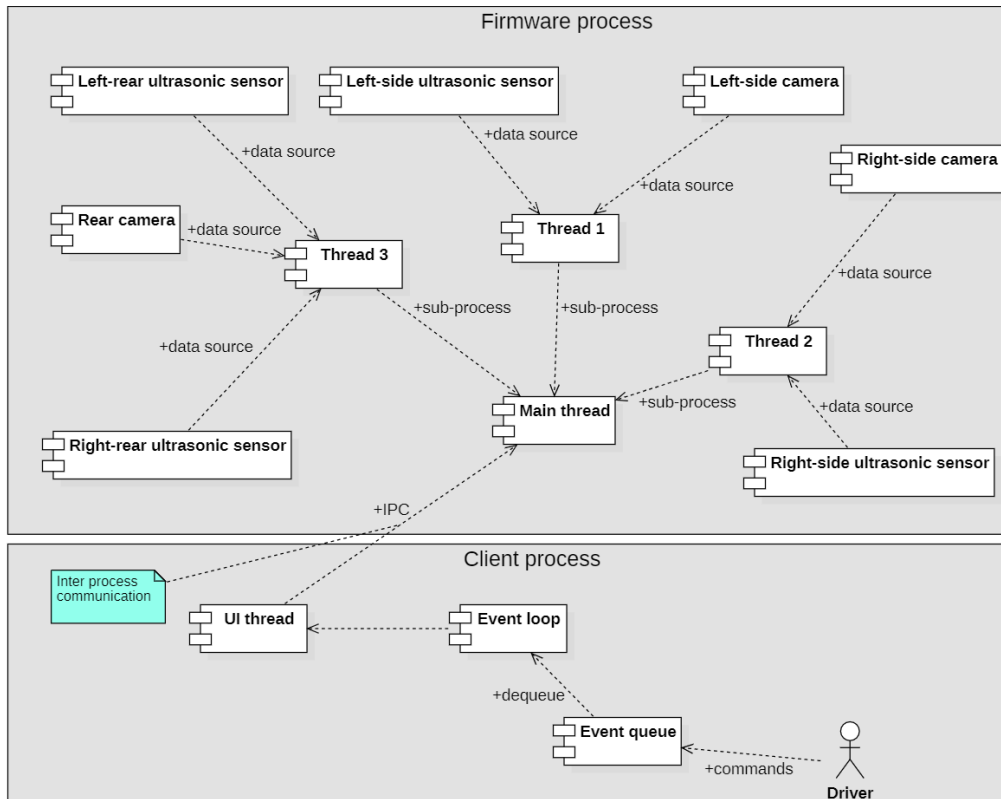 Firmware process
Left-rear ultrasonic sensor
Left-side ultrasonic sensor
Left-side camera
+data source
+data source
Right-side camera
+data source
Rear camera
+data source
Thread 1
Thread 3
+data source
+sub-process
+sub-process
Thread 2
+data source
+sub-process
Main thread
+data source
Right-rear ultrasonic sensor
Right-side ultrasonic sensor
+IPC
Client process
Inter process
communication
UI thread
Event loop
+dequeue
Event queue
+commands
Driver